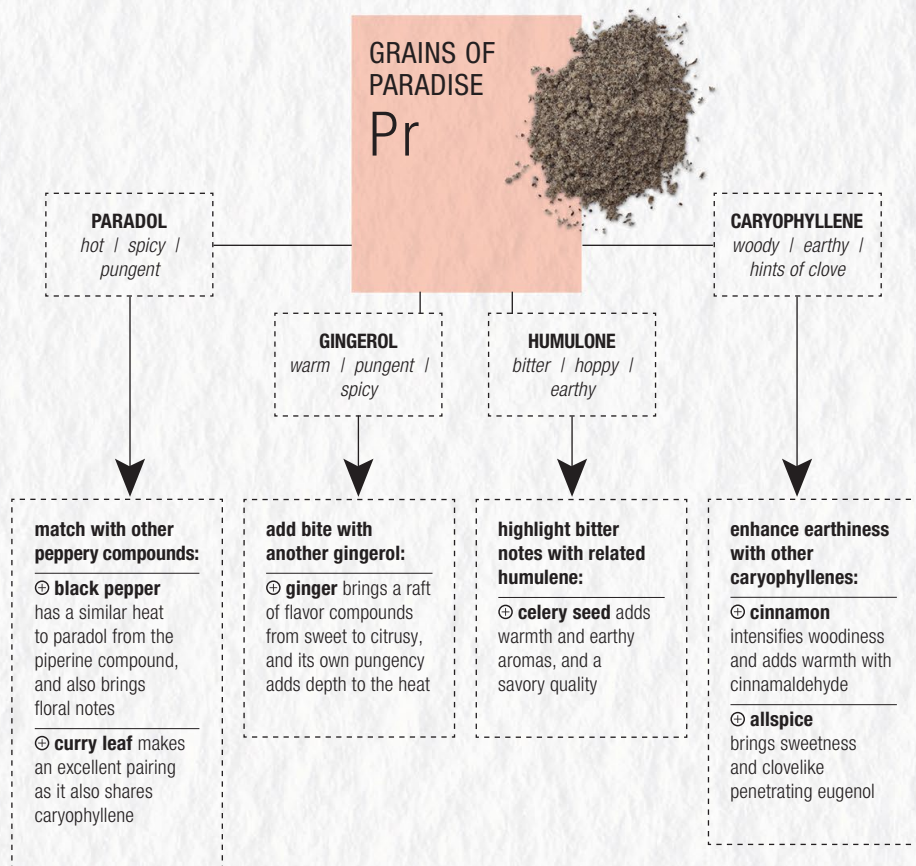 GRAINS OF
PARADISE
Pr
PARADOL
hot | spicy |
pungent
CARYOPHYLLENE
woody | earthy |
hints of clove
GINGEROL
warm | pungent |
spicy
HUMULONE
bitter | hoppy |
earthy
match with other
peppery compounds:
⊕ black pepper
has a similar heat
to paradol from the
piperine compound,
and also brings
floral notes
⊕ curry leaf makes
an excellent pairing
as it also shares
caryophyllene
add bite with
another gingerol:
⊕ ginger brings a raft
of flavor compounds
from sweet to citrusy,
and its own pungency
adds depth to the heat
highlight bitter
notes with related
humulene:
⊕ celery seed adds
warmth and earthy
aromas, and a
savory quality
enhance earthiness
with other
caryophyllenes:
⊕ cinnamon
intensifies woodiness
and adds warmth with
cinnamaldehyde
⊕ allspice
brings sweetness
and clovelike
penetrating eugenol